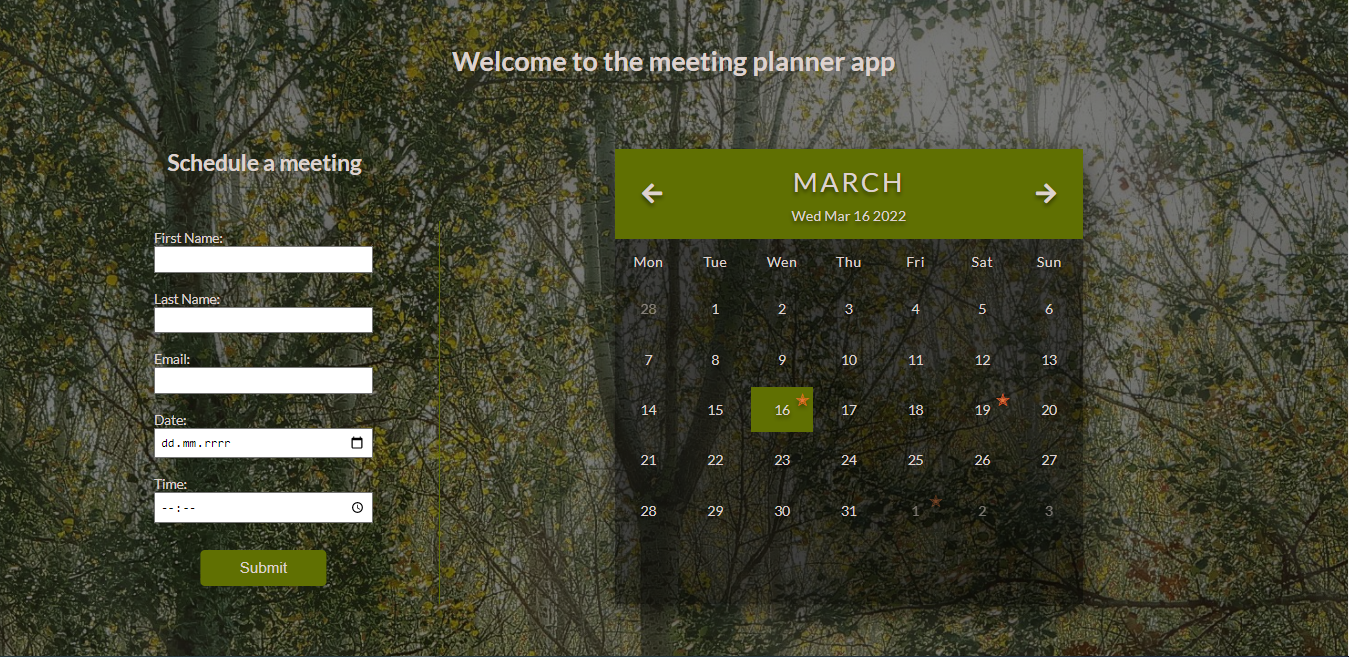 Welcome to the meeting planner app
Schedule a meeting
First Name:
Last Name:
Email:
Date:
dd.mm.rrrr
Time:
--:--
Submit
MARCH
Wed Mar 16 2022
Mon Tue Wen Thu Fri Sat Sun
28 1 2 3 4 5 6
7 8 9 10 11 12 13
14 15 16 17 18 19 20
21 22 23 24 25 26 27
28 29 30 31 1 2 3